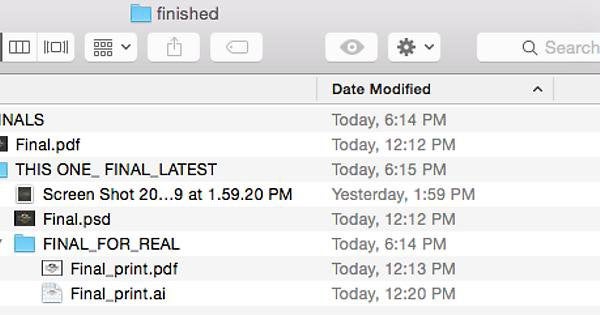 finished
Search
Date Modified
INALS Today, 6:14 PM
Final.pdf Today, 12:12 PM
THIS ONE_ FINAL_LATEST Today, 6:15 PM
Screen Shot 20...9 at 1.59.20 PM Yesterday, 1:59 PM
Final.psd Today, 12:12 PM
FINAL_FOR_REAL Today, 6:14 PM
Final_print.pdf Today, 12:13 PM
Final_print.ai Today, 12:20 PM